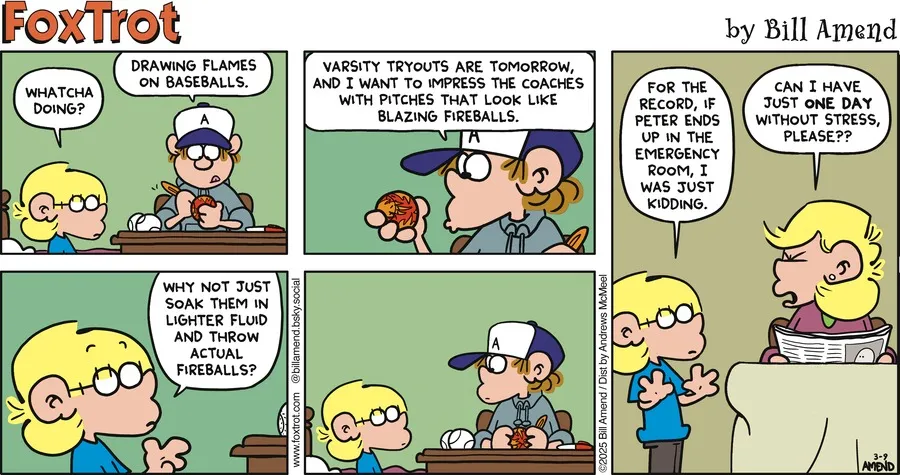 FOXTROT
by Bill Amend
WHATCHA
DOING?
DRAWING FLAMES
ON BASEBALLS.
A
VARSITY TRYOUTS ARE TOMORROW,
AND I WANT TO IMPRESS THE COACHES
WITH PITCHES THAT LOOK LIKE
BLAZING FIREBALLS.
A
WHY NOT JUST
SOAK THEM IN
LIGHTER FLUID
AND THROW
ACTUAL
FIREBALLS?
www.foxtrot.com @billamend.bsky.social
A
©2025 Bill Amend / Dist by Andrews McMeel
FOR THE
RECORD, IF
PETER ENDS
UP IN THE
EMERGENCY
ROOM, I
WAS JUST
KIDDING.
CAN I HAVE
JUST ONE DAY
WITHOUT STRESS,
PLEASE??
3-9
AMEND